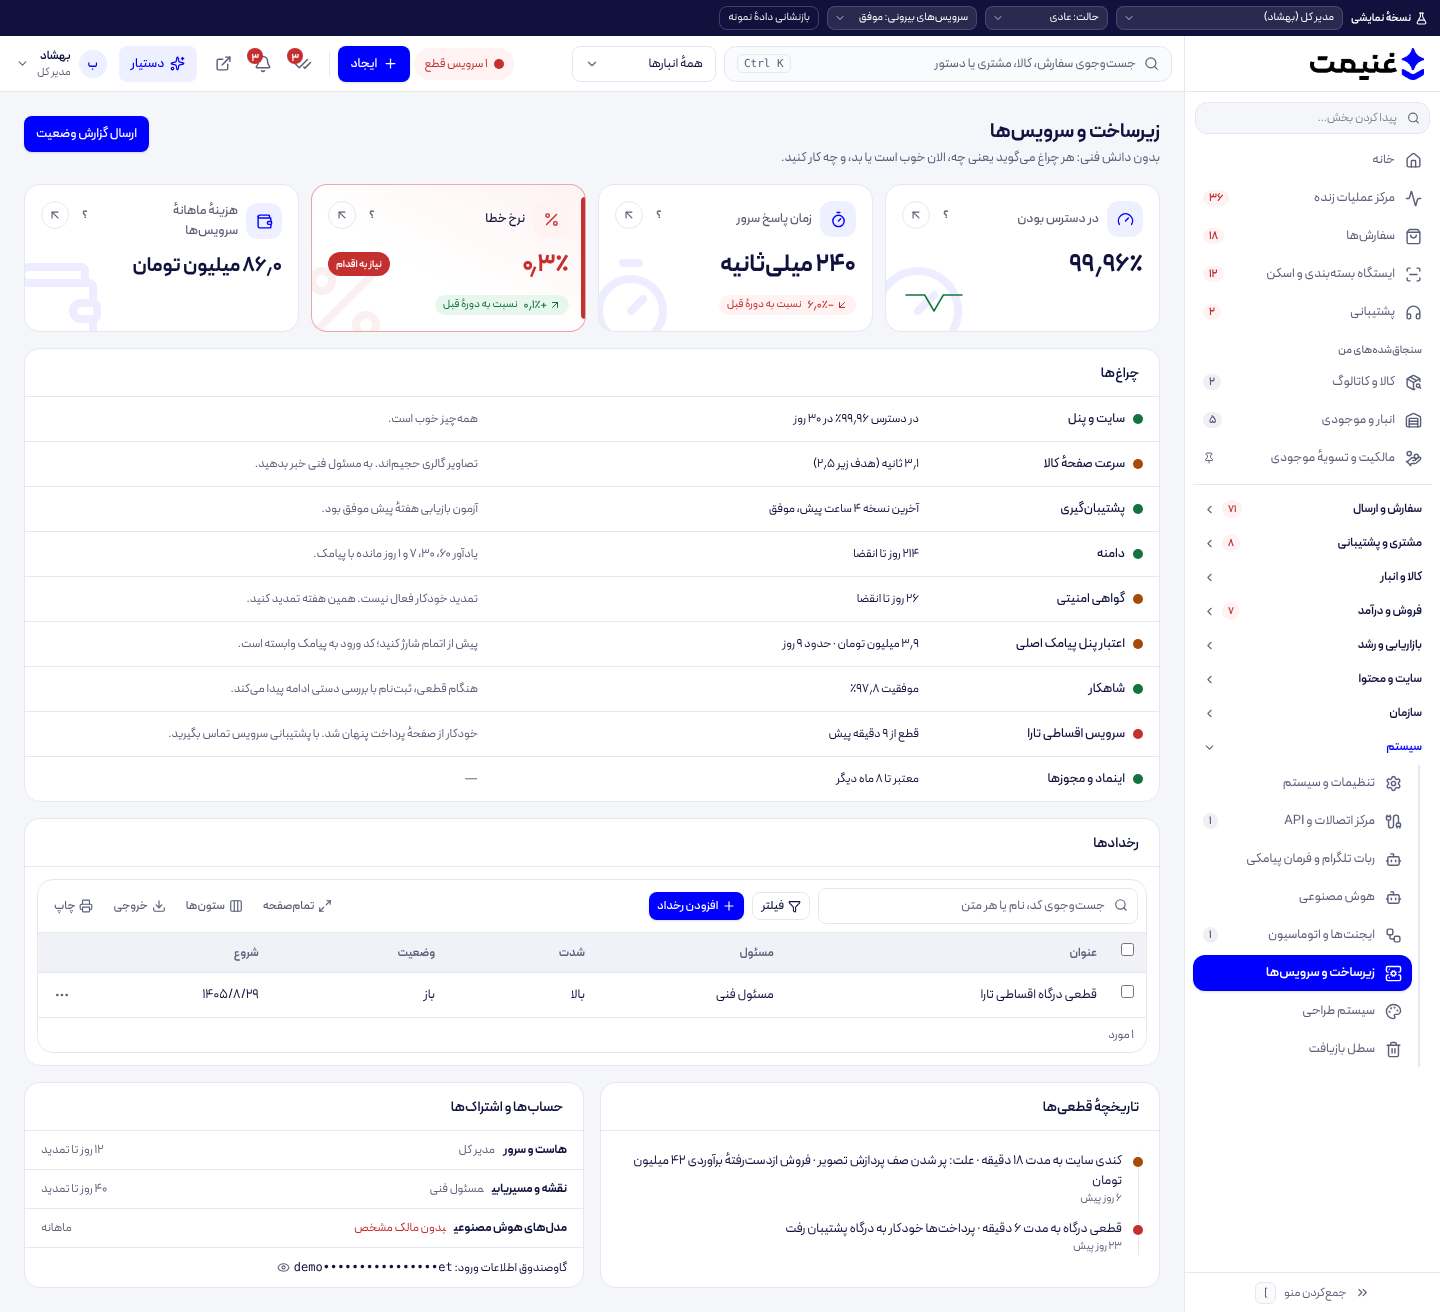 نسخهٔ نمایشی
مدیر کل (بهشاد)
حالت: عادی
سرویس‌های بیرونی: موفق
بازنشانی دادهٔ نمونه
غنیمت
جست‌وجوی سفارش، کالا، مشتری یا دستور
Ctrl K
همهٔ انبارها
۱ سرویس قطع
ایجاد
۳
۳
دستیار
ب
بهشاد
مدیر کل
پیدا کردن بخش...
خانه
مرکز عملیات زنده
۳۶
سفارش‌ها
۱۸
ایستگاه بسته‌بندی و اسکن
۱۲
پشتیبانی
۲
سنجاق‌شده‌های من
کالا و کاتالوگ
۲
انبار و موجودی
۵
مالکیت و تسویهٔ موجودی
سفارش و ارسال
۷۱
مشتری و پشتیبانی
۸
کالا و انبار
فروش و درآمد
۷
بازاریابی و رشد
سایت و محتوا
سازمان
سیستم
تنظیمات و سیستم
مرکز اتصالات و API
۱
ربات تلگرام و فرمان پیامکی
هوش مصنوعی
ایجنت‌ها و اتوماسیون
۱
زیرساخت و سرویس‌ها
سیستم طراحی
سطل بازیافت
جمع‌کردن منو
[
زیرساخت و سرویس‌ها
بدون دانش فنی: هر چراغ می‌گوید یعنی چه، الان خوب است یا بد، و چه کار کنید.
ارسال گزارش وضعیت
در دسترس بودن
؟
۹۹٫۹۶٪
زمان پاسخ سرور
؟
۲۴۰ میلی‌ثانیه
−۶٫۰٪ نسبت به دورهٔ قبل
نرخ خطا
؟
۰٫۳٪
نیاز به اقدام
+۰٫۱٪ نسبت به دورهٔ قبل
هزینهٔ ماهانهٔ
سرویس‌ها
؟
۸۶٫۰ میلیون تومان
چراغ‌ها
سایت و پنل
در دسترس ۹۹٫۹۶٪ در ۳۰ روز
همه‌چیز خوب است.
سرعت صفحهٔ کالا
۳٫۱ ثانیه (هدف زیر ۲٫۵)
تصاویر گالری حجیم‌اند. به مسئول فنی خبر بدهید.
پشتیبان‌گیری
آخرین نسخه ۴ ساعت پیش، موفق
آزمون بازیابی هفتهٔ پیش موفق بود.
دامنه
۲۱۴ روز تا انقضا
یادآور ۶۰، ۳۰، ۷ و ۱ روز مانده با پیامک.
گواهی امنیتی
۲۶ روز تا انقضا
تمدید خودکار فعال نیست. همین هفته تمدید کنید.
اعتبار پنل پیامک اصلی
۳٫۹ میلیون تومان · حدود ۹ روز
پیش از اتمام شارژ کنید؛ کد ورود به پیامک وابسته است.
شاهکار
موفقیت ۹۷٫۸٪
هنگام قطعی، ثبت‌نام با بررسی دستی ادامه پیدا می‌کند.
سرویس اقساطی تارا
قطع از ۹ دقیقه پیش
خودکار از صفحهٔ پرداخت پنهان شد. با پشتیبانی سرویس تماس بگیرید.
اینماد و مجوزها
معتبر تا ۸ ماه دیگر
—
رخدادها
جست‌وجوی کد، نام یا هر متن
فیلتر
افزودن رخداد
تمام‌صفحه
ستون‌ها
خروجی
چاپ
عنوان
مسئول
شدت
وضعیت
شروع
قطعی درگاه اقساطی تارا
مسئول فنی
بالا
باز
۱۴۰۵/۸/۲۹
۱ مورد
تاریخچهٔ قطعی‌ها
کندی سایت به مدت ۱۸ دقیقه · علت: پر شدن صف پردازش تصویر · فروش ازدست‌رفتهٔ برآوردی ۴۲ میلیون
تومان
۶ روز پیش
قطعی درگاه به مدت ۶ دقیقه · پرداخت‌ها خودکار به درگاه پشتیبان رفت
۲۳ روز پیش
حساب‌ها و اشتراک‌ها
هاست و سرور
مدیر کل
۱۲ روز تا تمدید
نقشه و مسیریابی
مسئول فنی
۴۰ روز تا تمدید
مدل‌های هوش مصنوعی
بدون مالک مشخص
ماهانه
گاوصندوق اطلاعات ورود: demo••••••••••••••••et